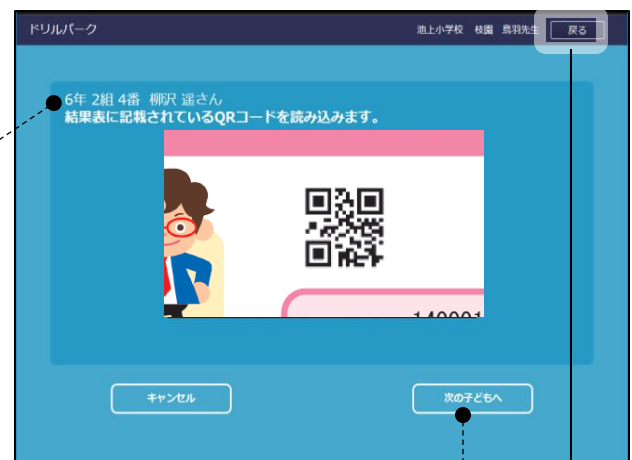 ドリルパーク
池上小学校 枝園 鳥羽先生 戻る
6年 2組 4番 柳沢 遥さん
結果表に記載されているQRコードを読み込みます。
キャンセル
次の子どもへ